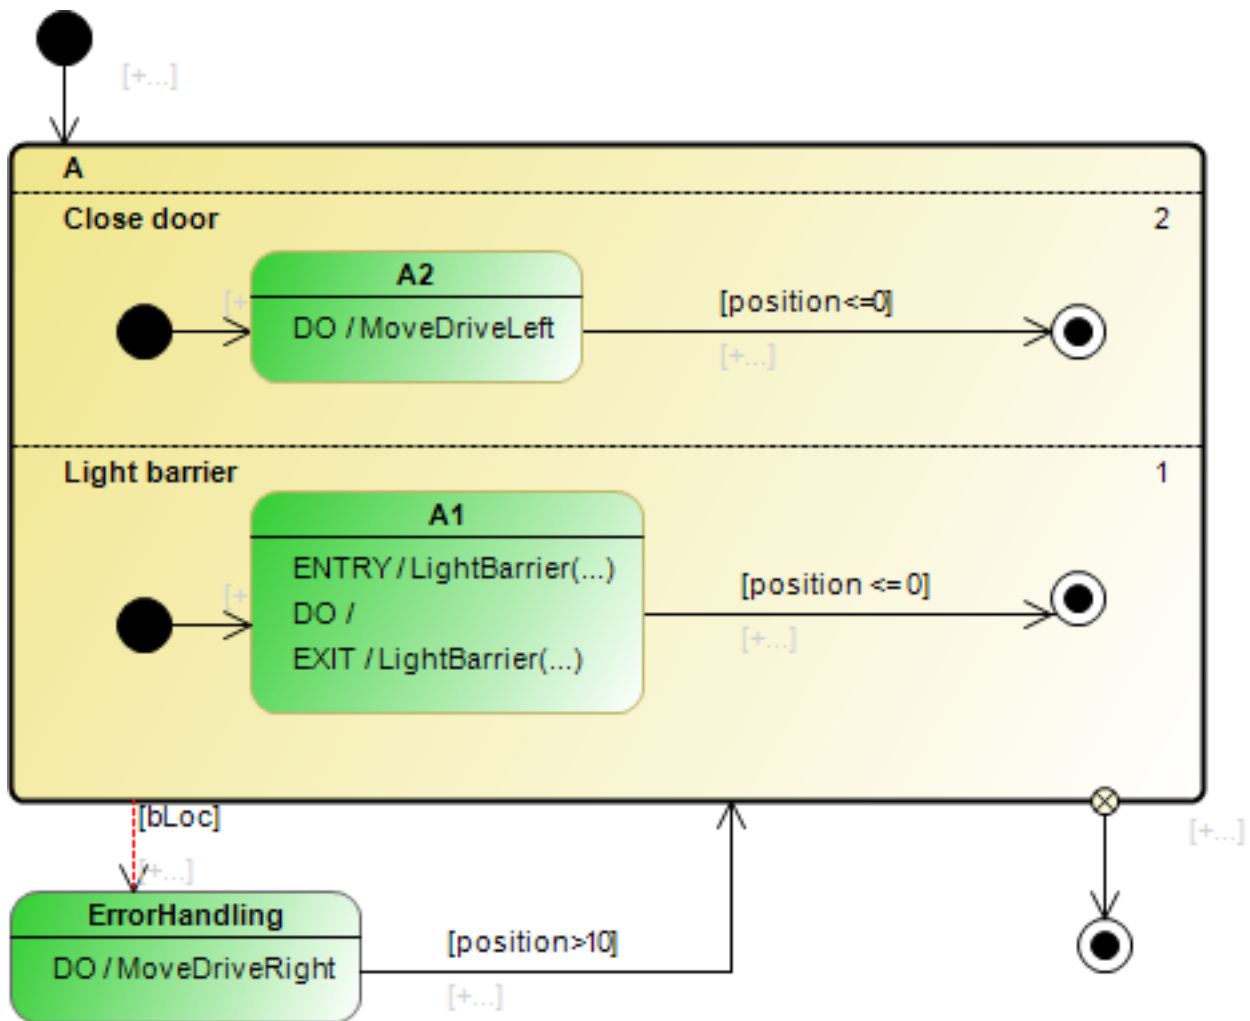 [+...]
A
Close door
2
A2
[+
DO / MoveDriveLeft
[position<=0]
[+...]
Light barrier
1
A1
ENTRY / LightBarrier(...)
[+
DO /
EXIT / LightBarrier(...)
[position <= 0]
[+...]
[bLoc]
[+...]
[+...]
ErrorHandling
DO / MoveDriveRight
[position>10]
[+...]